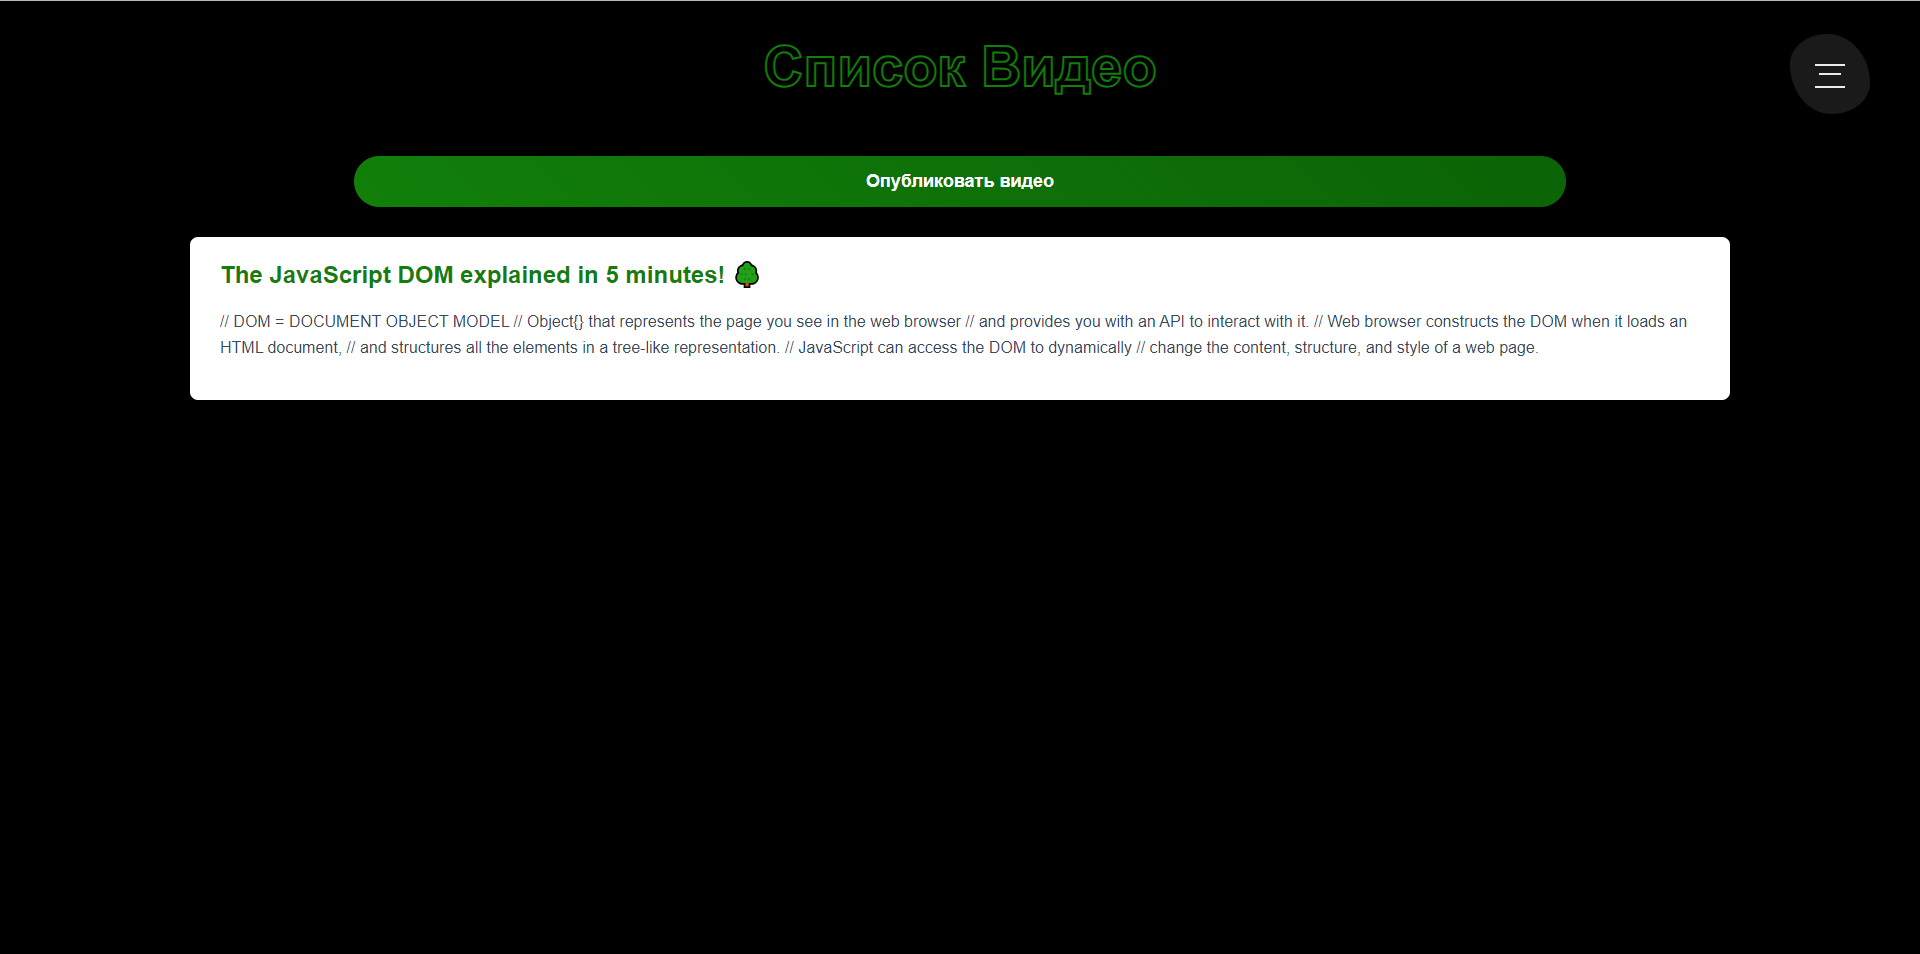 Список Видео
Опубликовать видео
The JavaScript DOM explained in 5 minutes! 🌳
// DOM = DOCUMENT OBJECT MODEL // Object{} that represents the page you see in the web browser // and provides you with an API to interact with it. // Web browser constructs the DOM when it loads an
HTML document, // and structures all the elements in a tree-like representation. // JavaScript can access the DOM to dynamically // change the content, structure, and style of a web page.